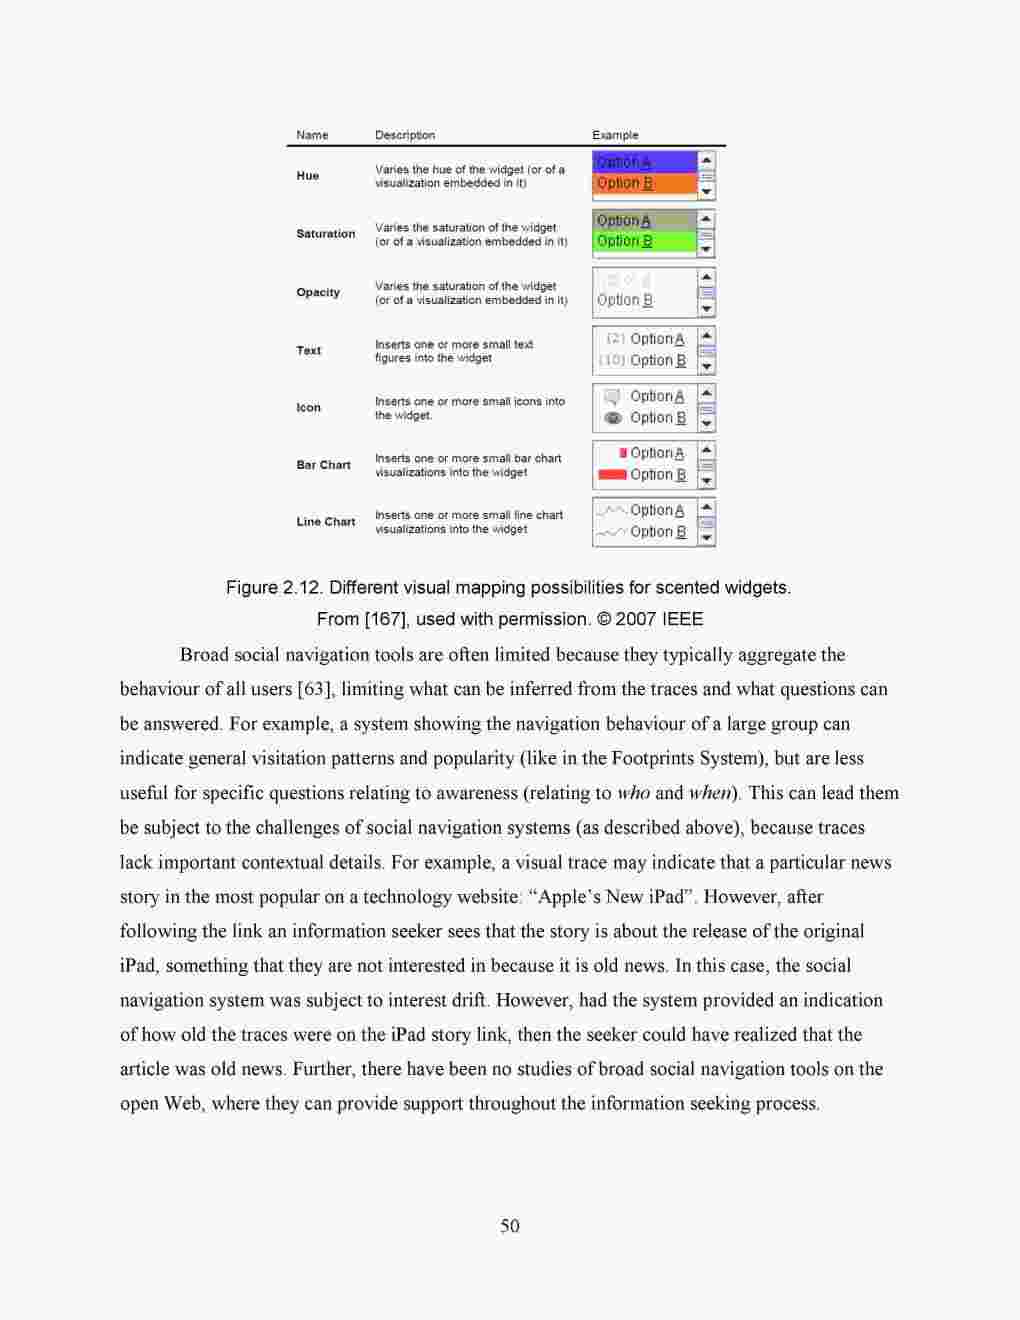 Name Description Example
Hue Varies the hue of the widget (or of a
visualization embedded in it)
Option A
Option B
Saturation Varies the saturation of the widget
(or of a visualization embedded in it)
Option A
Option B
Opacity Varies the saturation of the widget
(or of a visualization embedded in it)
Option B
Text Inserts one or more small text
figures into the widget
(2) Option A
(10) Option B
Icon Inserts one or more small icons into
the widget.
Option A
Option B
Bar Chart Inserts one or more small bar chart
visualizations into the widget
Option A
Option B
Line Chart Inserts one or more small line chart
visualizations into the widget
Option A
Option B
Figure 2.12. Different visual mapping possibilities for scented widgets.
From [167], used with permission. © 2007 IEEE
Broad social navigation tools are often limited because they typically aggregate the
behaviour of all users [63], limiting what can be inferred from the traces and what questions can
be answered. For example, a system showing the navigation behaviour of a large group can
indicate general visitation patterns and popularity (like in the Footprints System), but are less
useful for specific questions relating to awareness (relating to who and when). This can lead them
be subject to the challenges of social navigation systems (as described above), because traces
lack important contextual details. For example, a visual trace may indicate that a particular news
story in the most popular on a technology website: “Apple’s New iPad”. However, after
following the link an information seeker sees that the story is about the release of the original
iPad, something that they are not interested in because it is old news. In this case, the social
navigation system was subject to interest drift. However, had the system provided an indication
of how old the traces were on the iPad story link, then the seeker could have realized that the
article was old news. Further, there have been no studies of broad social navigation tools on the
open Web, where they can provide support throughout the information seeking process.
50